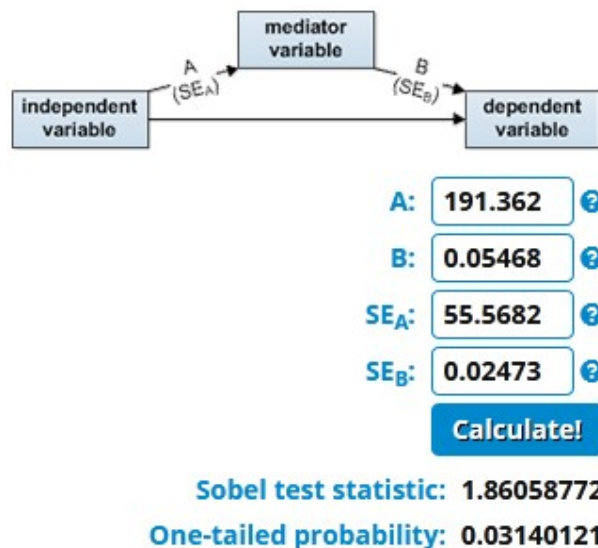 mediator
variable
A
(SEA)
B
(SEB)
independent
variable
dependent
variable
A: 191.362 ?
B: 0.05468 ?
SEA: 55.5682 ?
SEB: 0.02473 ?
Calculate!
Sobel test statistic: 1.86058772
One-tailed probability: 0.03140121